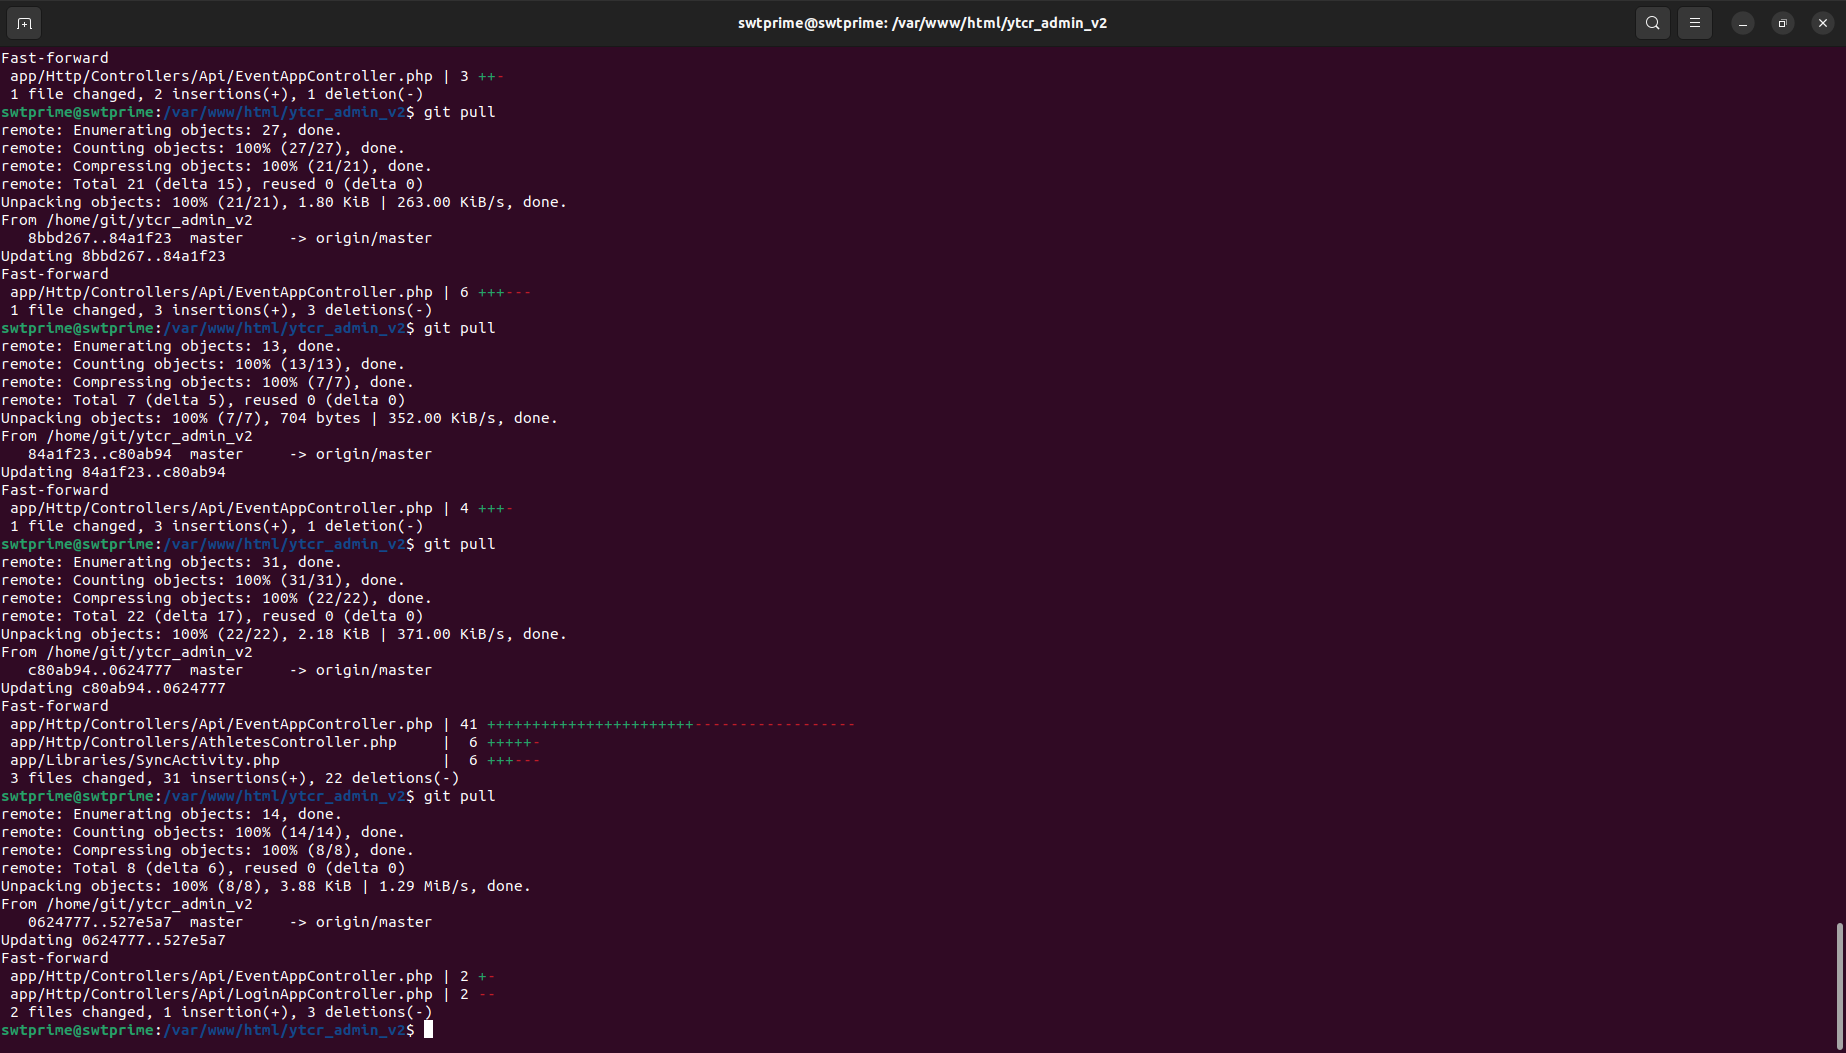 swtprime@swtprime: /var/www/html/ytcr_admin_v2
Fast-forward
 app/Http/Controllers/Api/EventAppController.php | 3 ++-
 1 file changed, 2 insertions(+), 1 deletion(-)
swtprime@swtprime:/var/www/html/ytcr_admin_v2$ git pull
remote: Enumerating objects: 27, done.
remote: Counting objects: 100% (27/27), done.
remote: Compressing objects: 100% (21/21), done.
remote: Total 21 (delta 15), reused 0 (delta 0)
Unpacking objects: 100% (21/21), 1.80 KiB | 263.00 KiB/s, done.
From /home/git/ytcr_admin_v2
   8bbd267..84a1f23  master     -> origin/master
Updating 8bbd267..84a1f23
Fast-forward
 app/Http/Controllers/Api/EventAppController.php | 6 +++---
 1 file changed, 3 insertions(+), 3 deletions(-)
swtprime@swtprime:/var/www/html/ytcr_admin_v2$ git pull
remote: Enumerating objects: 13, done.
remote: Counting objects: 100% (13/13), done.
remote: Compressing objects: 100% (7/7), done.
remote: Total 7 (delta 5), reused 0 (delta 0)
Unpacking objects: 100% (7/7), 704 bytes | 352.00 KiB/s, done.
From /home/git/ytcr_admin_v2
   84a1f23..c80ab94  master     -> origin/master
Updating 84a1f23..c80ab94
Fast-forward
 app/Http/Controllers/Api/EventAppController.php | 4 +++-
 1 file changed, 3 insertions(+), 1 deletion(-)
swtprime@swtprime:/var/www/html/ytcr_admin_v2$ git pull
remote: Enumerating objects: 31, done.
remote: Counting objects: 100% (31/31), done.
remote: Compressing objects: 100% (22/22), done.
remote: Total 22 (delta 17), reused 0 (delta 0)
Unpacking objects: 100% (22/22), 2.18 KiB | 371.00 KiB/s, done.
From /home/git/ytcr_admin_v2
   c80ab94..0624777  master     -> origin/master
Updating c80ab94..0624777
Fast-forward
 app/Http/Controllers/Api/EventAppController.php | 41 +++++++++++++++++++++++------------------
 app/Http/Controllers/AthletesController.php     |  6 +++++-
 app/Libraries/SyncActivity.php                  |  6 +++---
 3 files changed, 31 insertions(+), 22 deletions(-)
swtprime@swtprime:/var/www/html/ytcr_admin_v2$ git pull
remote: Enumerating objects: 14, done.
remote: Counting objects: 100% (14/14), done.
remote: Compressing objects: 100% (8/8), done.
remote: Total 8 (delta 6), reused 0 (delta 0)
Unpacking objects: 100% (8/8), 3.88 KiB | 1.29 MiB/s, done.
From /home/git/ytcr_admin_v2
   0624777..527e5a7  master     -> origin/master
Updating 0624777..527e5a7
Fast-forward
 app/Http/Controllers/Api/EventAppController.php | 2 +-
 app/Http/Controllers/Api/LoginAppController.php | 2 --
 2 files changed, 1 insertion(+), 3 deletions(-)
swtprime@swtprime:/var/www/html/ytcr_admin_v2$